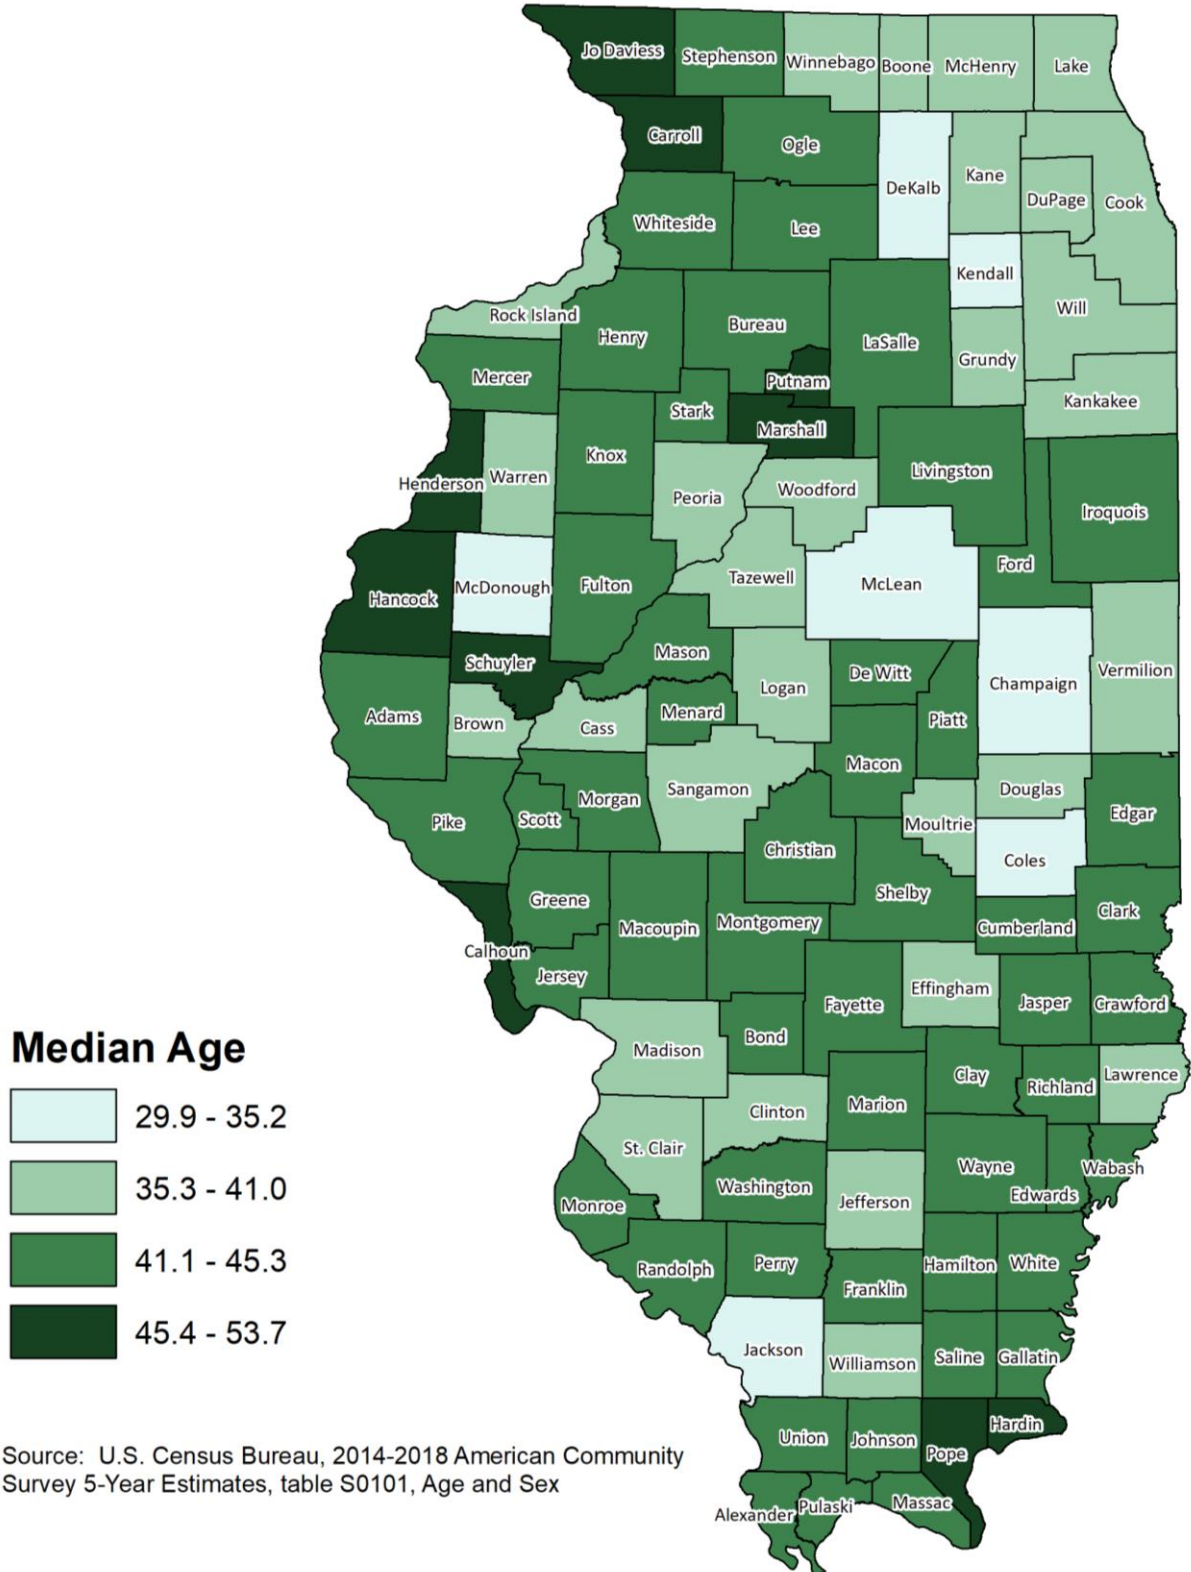 Jo Daviess
Stephenson
Winnebago
Boone
McHenry
Lake
Carroll
Ogle
DeKalb
Kane
DuPage
Cook
Whiteside
Lee
Kendall
Rock Island
Henry
Bureau
LaSalle
Will
Grundy
Mercer
Putnam
Stark
Marshall
Kankakee
Knox
Henderson
Warren
Peoria
Woodford
Livingston
Iroquois
Hancock
McDonough
Fulton
Tazewell
McLean
Ford
Schuyler
Mason
Logan
De Witt
Champaign
Vermilion
Adams
Brown
Cass
Menard
Piatt
Macon
Sangamon
Douglas
Morgan
Pike
Scott
Moultrie
Edgar
Christian
Coles
Greene
Shelby
Macoupin
Montgomery
Cumberland
Clark
Calhoun
Jersey
Effingham
Fayette
Jasper
Crawford
Bond
Madison
Clay
Richland
Lawrence
Clinton
Marion
St. Clair
Wayne
Wabash
Washington
Edwards
Monroe
Jefferson
Randolph
Perry
Hamilton
White
Franklin
Jackson
Williamson
Saline
Gallatin
Hardin
Union
Johnson
Pope
Alexander
Pulaski
Massac
Median Age
29.9 - 35.2
35.3 - 41.0
41.1 - 45.3
45.4 - 53.7
Source: U.S. Census Bureau, 2014-2018 American Community
Survey 5-Year Estimates, table S0101, Age and Sex